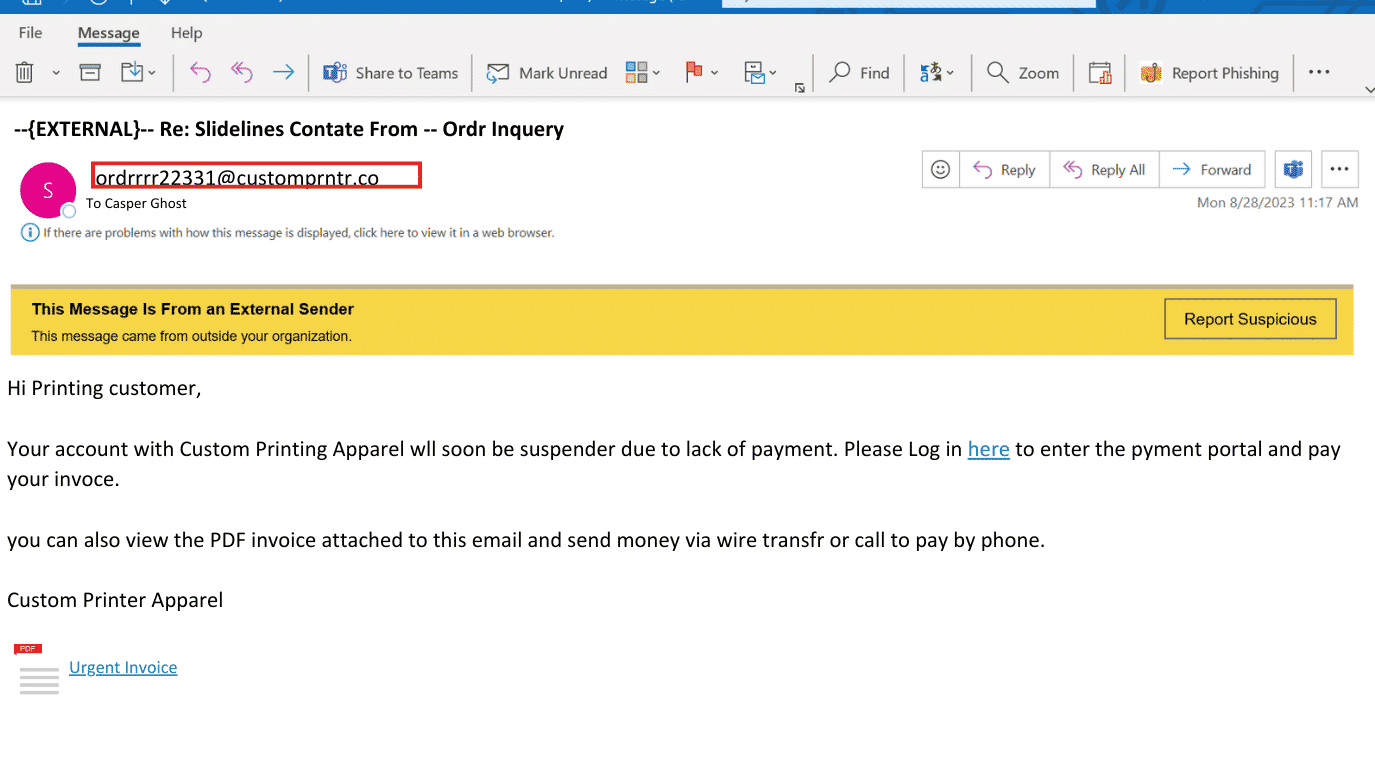 File Message Help
Share to Teams Mark Unread Find Zoom Report Phishing
--{EXTERNAL}-- Re: Slidelines Contate From -- Ordr Inquery
S
ordrrrr22331@customprntr.co
To Casper Ghost
Reply Reply All Forward
Mon 8/28/2023 11:17 AM
If there are problems with how this message is displayed, click here to view it in a web browser.
This Message Is From an External Sender
This message came from outside your organization.
Report Suspicious
Hi Printing customer,
Your account with Custom Printing Apparel wll soon be suspender due to lack of payment. Please Log in here to enter the pyment portal and pay
your invoce.
you can also view the PDF invoice attached to this email and send money via wire transfr or call to pay by phone.
Custom Printer Apparel
PDF
Urgent Invoice